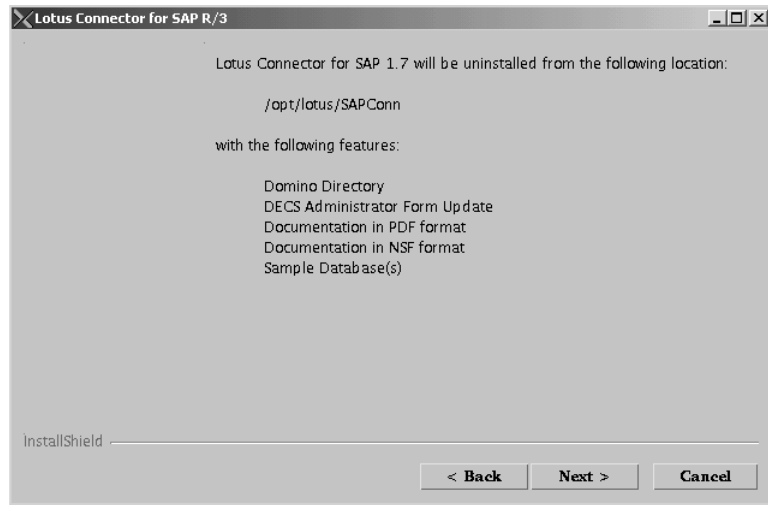 Lotus Connector for SAP R/3
Lotus Connector for SAP 1.7 will be uninstalled from the following location:
/opt/lotus/SAPConn
with the following features:
Domino Directory
DECS Administrator Form Update
Documentation in PDF format
Documentation in NSF format
Sample Database(s)
InstallShield
< Back Next > Cancel